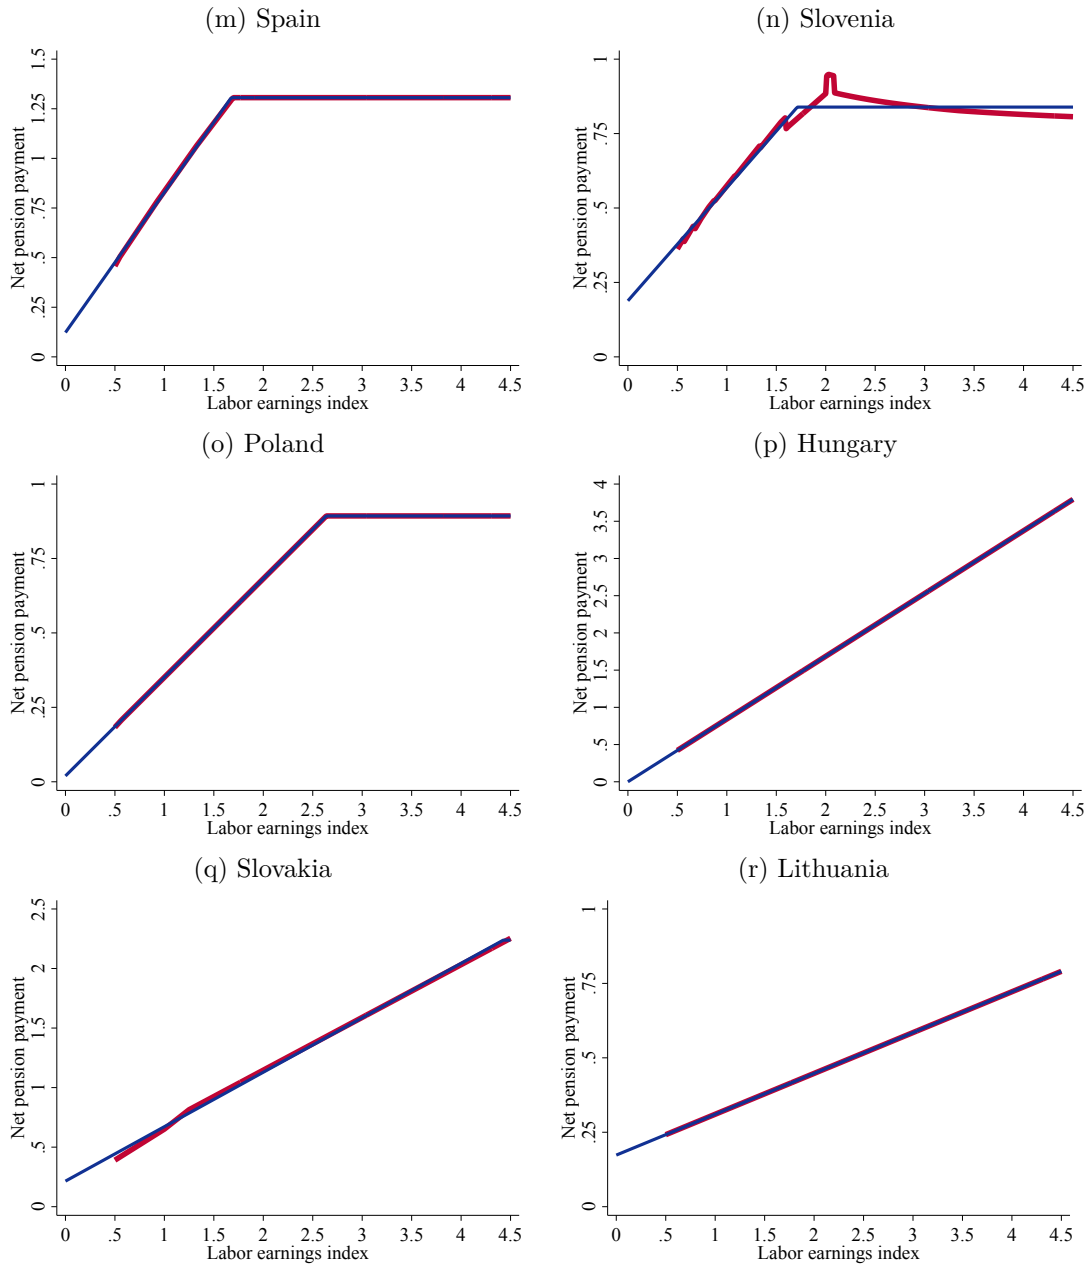 (m) Spain
Net pension payment
0 .25 .5 .75 1 1.25 1.5
0 .5 1 1.5 2 2.5 3 3.5 4 4.5
Labor earnings index
(n) Slovenia
Net pension payment
0 .25 .5 .75 1
0 .5 1 1.5 2 2.5 3 3.5 4 4.5
Labor earnings index
(o) Poland
Net pension payment
0 .25 .5 .75 1
0 .5 1 1.5 2 2.5 3 3.5 4 4.5
Labor earnings index
(p) Hungary
Net pension payment
0 .5 1 1.5 2 2.5 3 3.5 4
0 .5 1 1.5 2 2.5 3 3.5 4 4.5
Labor earnings index
(q) Slovakia
Net pension payment
0 .5 1 1.5 2 2.5
0 .5 1 1.5 2 2.5 3 3.5 4 4.5
Labor earnings index
(r) Lithuania
Net pension payment
0 .25 .5 .75 1
0 .5 1 1.5 2 2.5 3 3.5 4 4.5
Labor earnings index